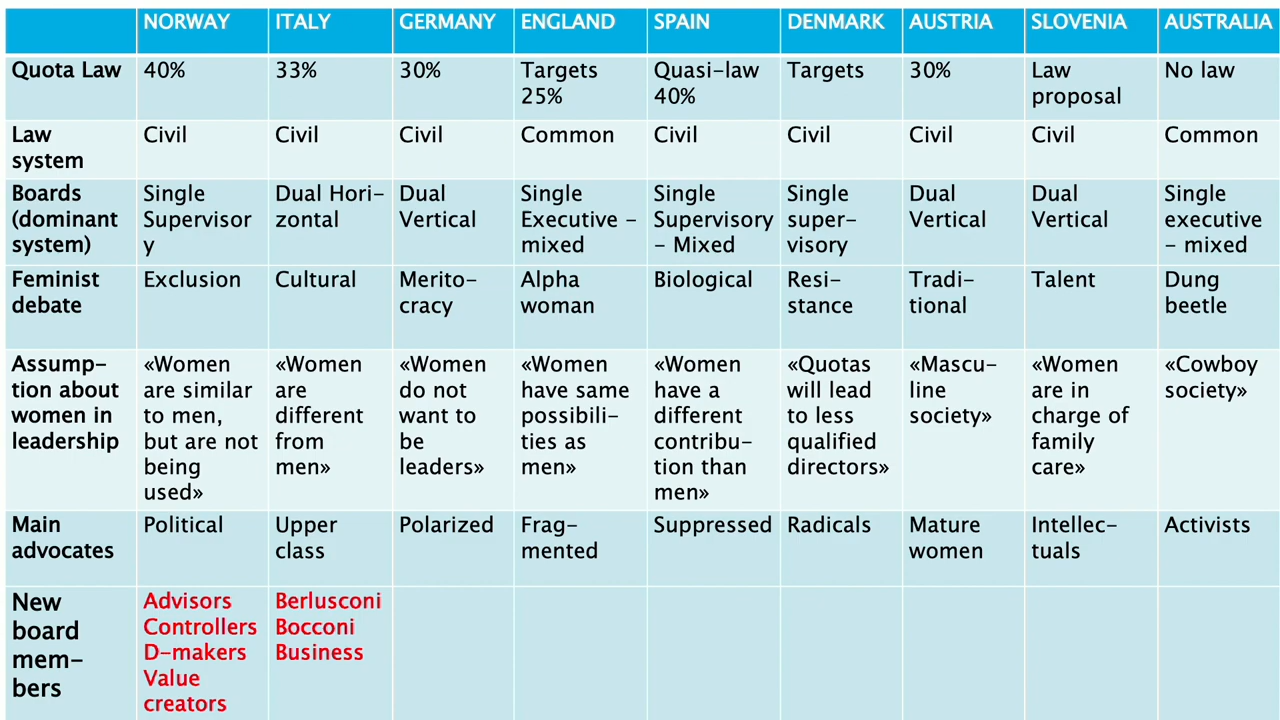 NORWAY ITALY GERMANY ENGLAND SPAIN DENMARK AUSTRIA SLOVENIA AUSTRALIA
Quota Law 40% 33% 30% Targets Quasi-law Targets 30% Law No law
25% 40% proposal
Law Civil Civil Civil Common Civil Civil Civil Civil Common
system
Boards Single Dual Hori- Dual Single Single Single Dual Dual Single
(dominant Supervisor zontal Vertical Executive - Supervisory super- Vertical Vertical executive
system) y mixed - Mixed visory - mixed
Feminist Exclusion Cultural Merito- Alpha Biological Resi- Tradi- Talent Dung
debate cracy woman stance tional beetle
Assump- «Women «Women «Women «Women «Women «Quotas «Mascu- «Women «Cowboy
tion about are similar are do not have same have a will lead line are in society»
women in to men, different want to possibili- different to less society» charge of
leadership but are not from be ties as contribu- qualified family
being men» leaders» men» tion than directors» care»
used» men»
Main Political Upper Polarized Frag- Suppressed Radicals Mature Intellec- Activists
advocates class mented women tuals
New Advisors Berlusconi
board Controllers Bocconi
mem- D-makers Business
bers Value
creators